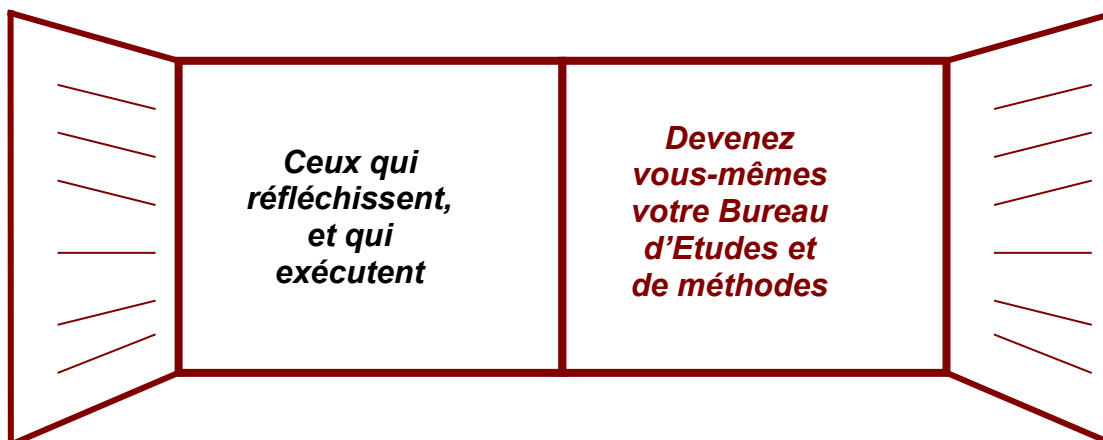 Ceux qui
réfléchissent,
et qui
exécutent
Devenez
vous-mêmes
votre Bureau
d’Etudes et
de méthodes